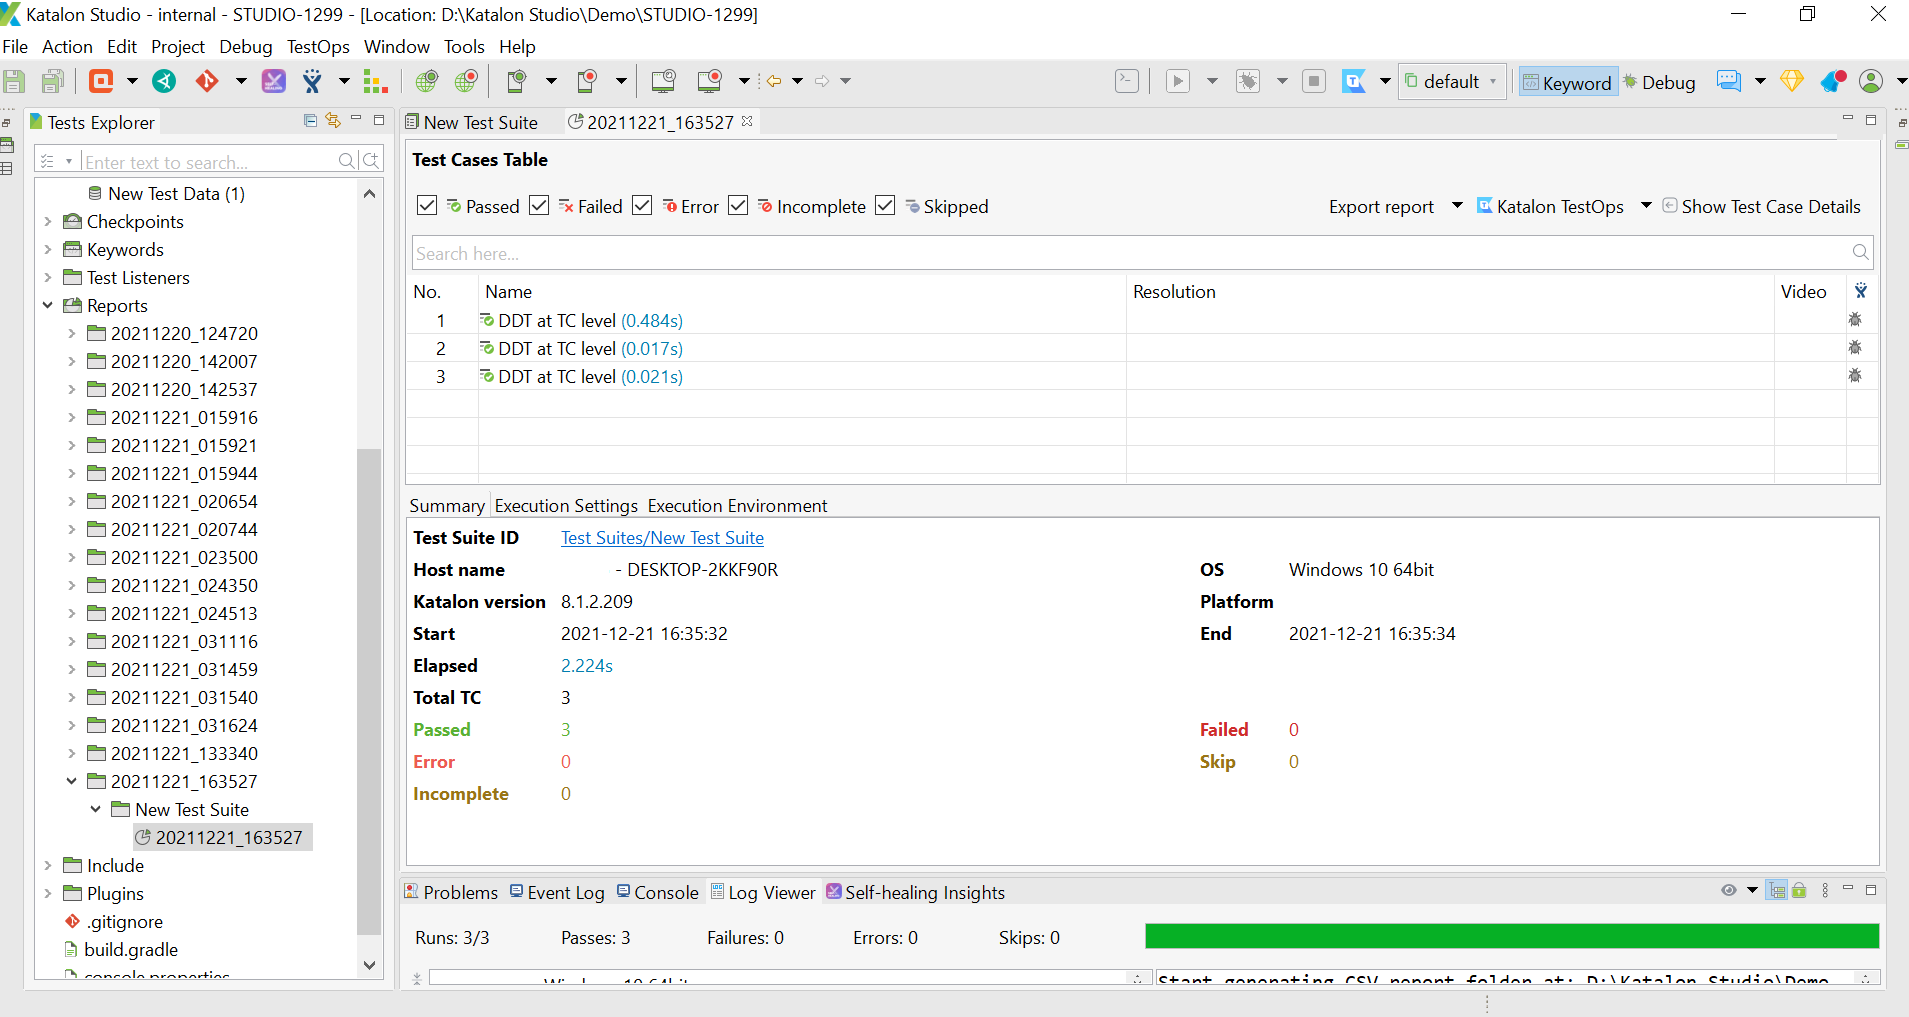 Katalon Studio - internal - STUDIO-1299 - [Location: D:\Katalon Studio\Demo\STUDIO-1299]
File Action Edit Project Debug TestOps Window Tools Help
default Keyword Debug
Tests Explorer
Enter text to search...
New Test Data (1)
Checkpoints
Keywords
Test Listeners
Reports
20211220_124720
20211220_142007
20211220_142537
20211221_015916
20211221_015921
20211221_015944
20211221_020654
20211221_020744
20211221_023500
20211221_024350
20211221_024513
20211221_031116
20211221_031459
20211221_031540
20211221_031624
20211221_133340
20211221_163527
New Test Suite
20211221_163527
Include
Plugins
.gitignore
build.gradle
console.properties
New Test Suite 20211221_163527
Test Cases Table
Passed Failed Error Incomplete Skipped Export report Katalon TestOps Show Test Case Details
Search here...
No. Name Resolution Video
1 DDT at TC level (0.484s)
2 DDT at TC level (0.017s)
3 DDT at TC level (0.021s)
Summary Execution Settings Execution Environment
Test Suite ID Test Suites/New Test Suite
Host name - DESKTOP-2KKF90R OS Windows 10 64bit
Katalon version 8.1.2.209 Platform
Start 2021-12-21 16:35:32 End 2021-12-21 16:35:34
Elapsed 2.224s
Total TC 3
Passed 3 Failed 0
Error 0 Skip 0
Incomplete 0
Problems Event Log Console Log Viewer Self-healing Insights
Runs: 3/3 Passes: 3 Failures: 0 Errors: 0 Skips: 0
Windows 10 64bit Start generating CSV report folder at: D:\Katalon Studio\Demo